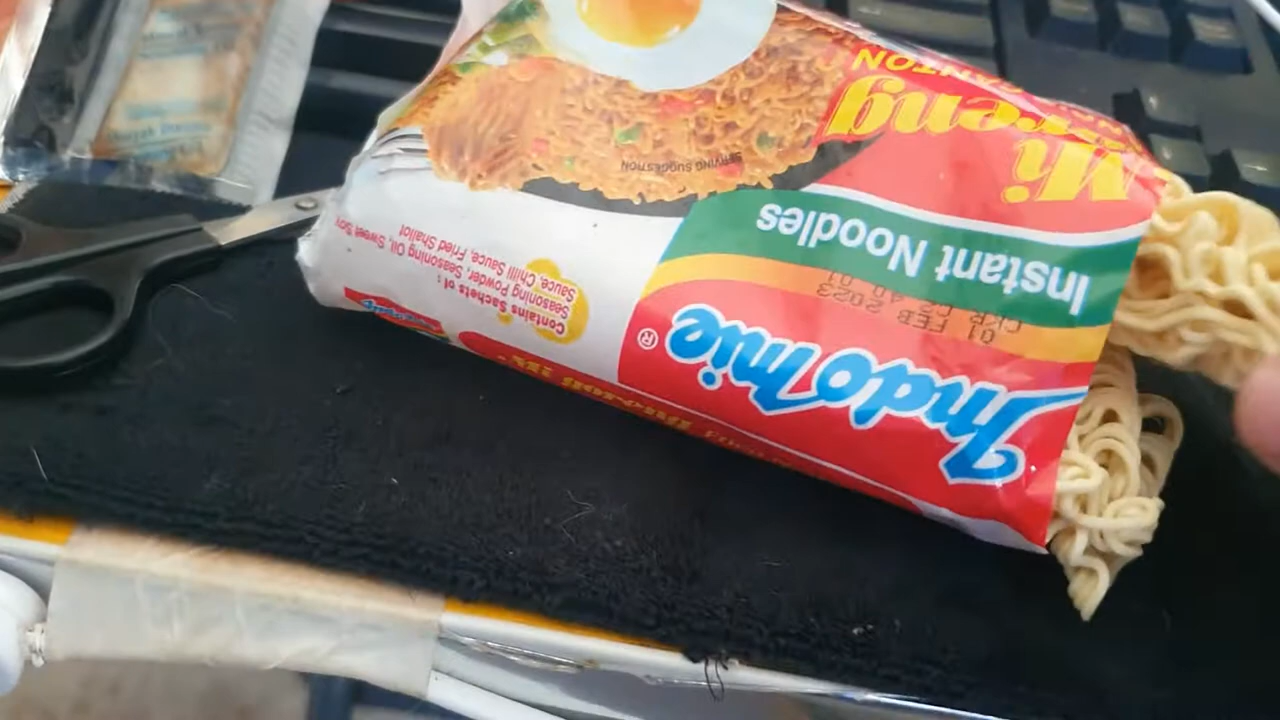 Indomie®
01 FEB 2023
Instant Noodles
Mi
Goreng
SERVING SUGGESTION
Contains Sachets of:
Seasoning Powder, Seasoning Oil, Sweet Soy
Sauce, Chilli Sauce, Fried Shallot